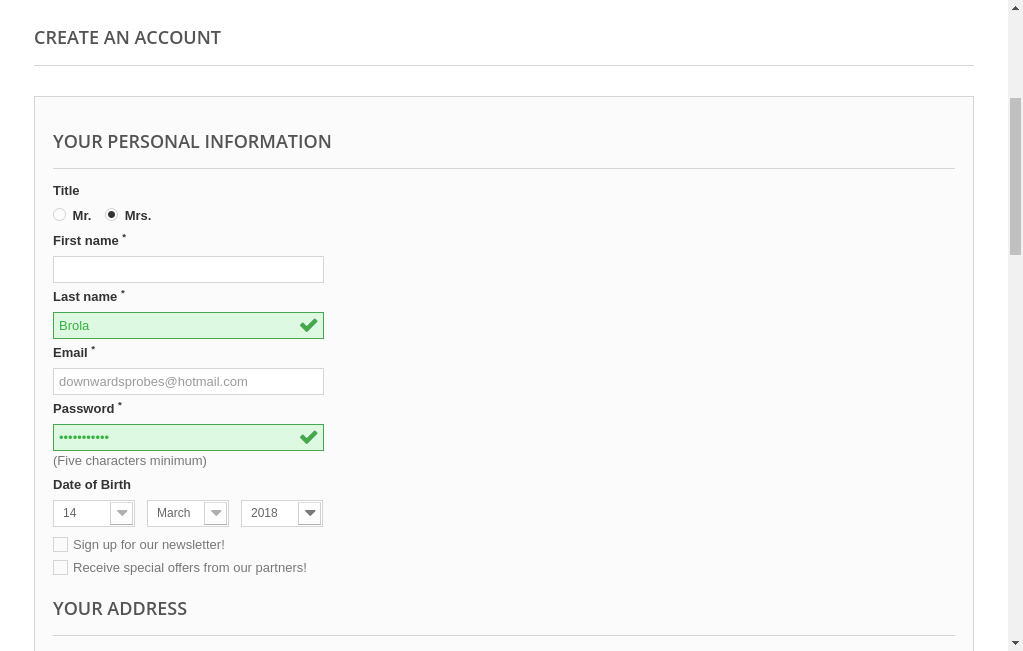 CREATE AN ACCOUNT
YOUR PERSONAL INFORMATION
Title
Mr. Mrs.
First name *
Last name *
Brola
Email *
downwardsprobes@hotmail.com
Password *
•••••••••••
(Five characters minimum)
Date of Birth
14 March 2018
Sign up for our newsletter!
Receive special offers from our partners!
YOUR ADDRESS